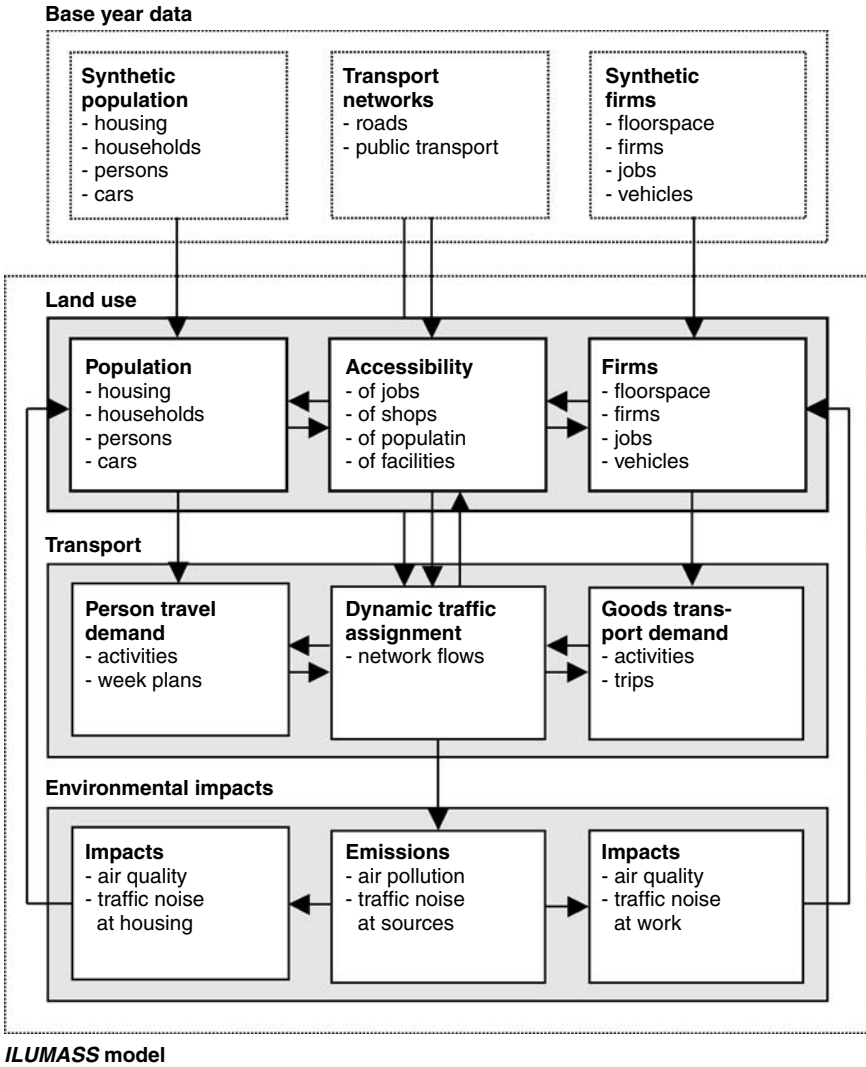 Base year data
Synthetic
population
- housing
- households
- persons
- cars
Transport
networks
- roads
- public transport
Synthetic
firms
- floorspace
- firms
- jobs
- vehicles
Land use
Population
- housing
- households
- persons
- cars
Accessibility
- of jobs
- of shops
- of populatin
- of facilities
Firms
- floorspace
- firms
- jobs
- vehicles
Transport
Person travel
demand
- activities
- week plans
Dynamic traffic
assignment
- network flows
Goods trans-
port demand
- activities
- trips
Environmental impacts
Impacts
- air quality
- traffic noise
at housing
Emissions
- air pollution
- traffic noise
at sources
Impacts
- air quality
- traffic noise
at work
ILUMASS model